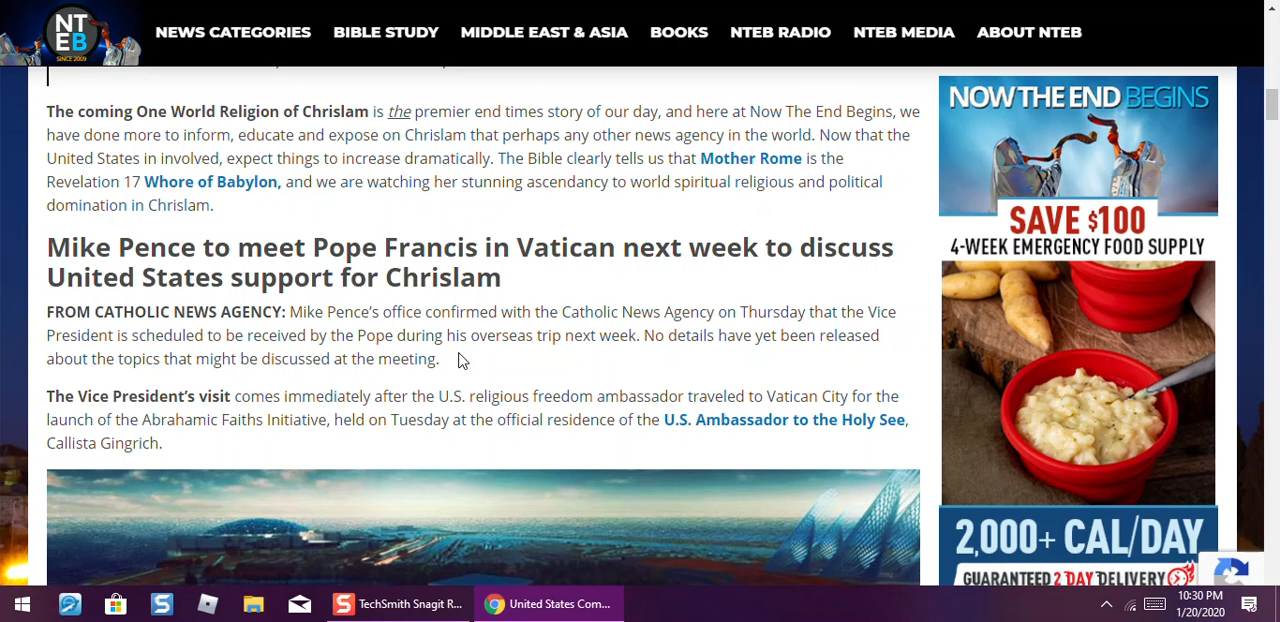 NT
EB
SINCE 2009
NEWS CATEGORIES BIBLE STUDY MIDDLE EAST & ASIA BOOKS NTEB RADIO NTEB MEDIA ABOUT NTEB
The coming One World Religion of Chrislam is the premier end times story of our day, and here at Now The End Begins, we
have done more to inform, educate and expose on Chrislam that perhaps any other news agency in the world. Now that the
United States in involved, expect things to increase dramatically. The Bible clearly tells us that Mother Rome is the
Revelation 17 Whore of Babylon, and we are watching her stunning ascendancy to world spiritual religious and political
domination in Chrislam.
Mike Pence to meet Pope Francis in Vatican next week to discuss
United States support for Chrislam
FROM CATHOLIC NEWS AGENCY: Mike Pence's office confirmed with the Catholic News Agency on Thursday that the Vice
President is scheduled to be received by the Pope during his overseas trip next week. No details have yet been released
about the topics that might be discussed at the meeting.
The Vice President's visit comes immediately after the U.S. religious freedom ambassador traveled to Vatican City for the
launch of the Abrahamic Faiths Initiative, held on Tuesday at the official residence of the U.S. Ambassador to the Holy See,
Callista Gingrich.
NOW THE END BEGINS
SAVE $100
4-WEEK EMERGENCY FOOD SUPPLY
2,000+ CAL/DAY
GUARANTEED 2 DAY DELIVERY
TechSmith Snagit R...
United States Com...
10:30 PM
1/20/2020